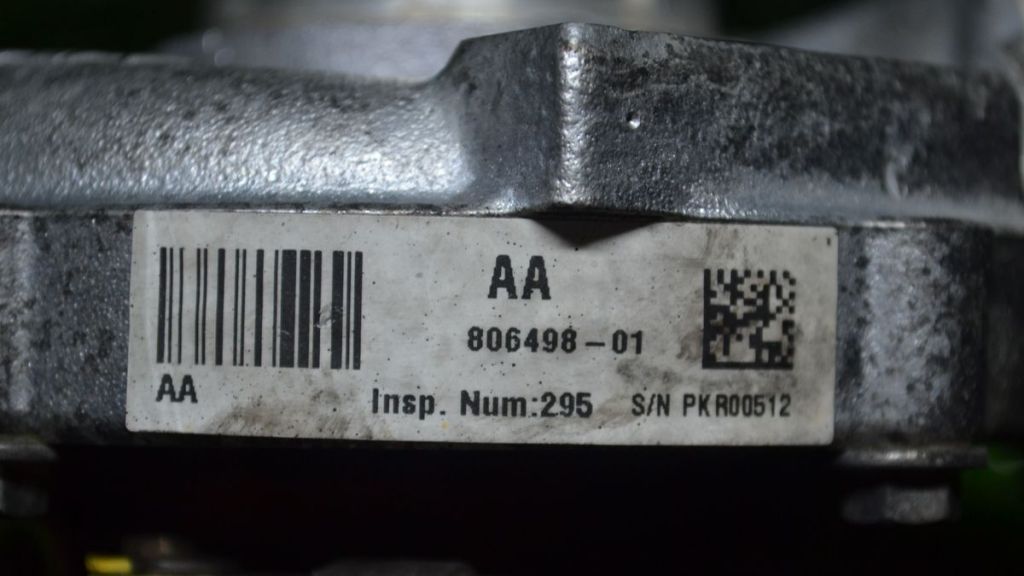 AA
806498-01
AA
Insp. Num:295
S/N PKR00512